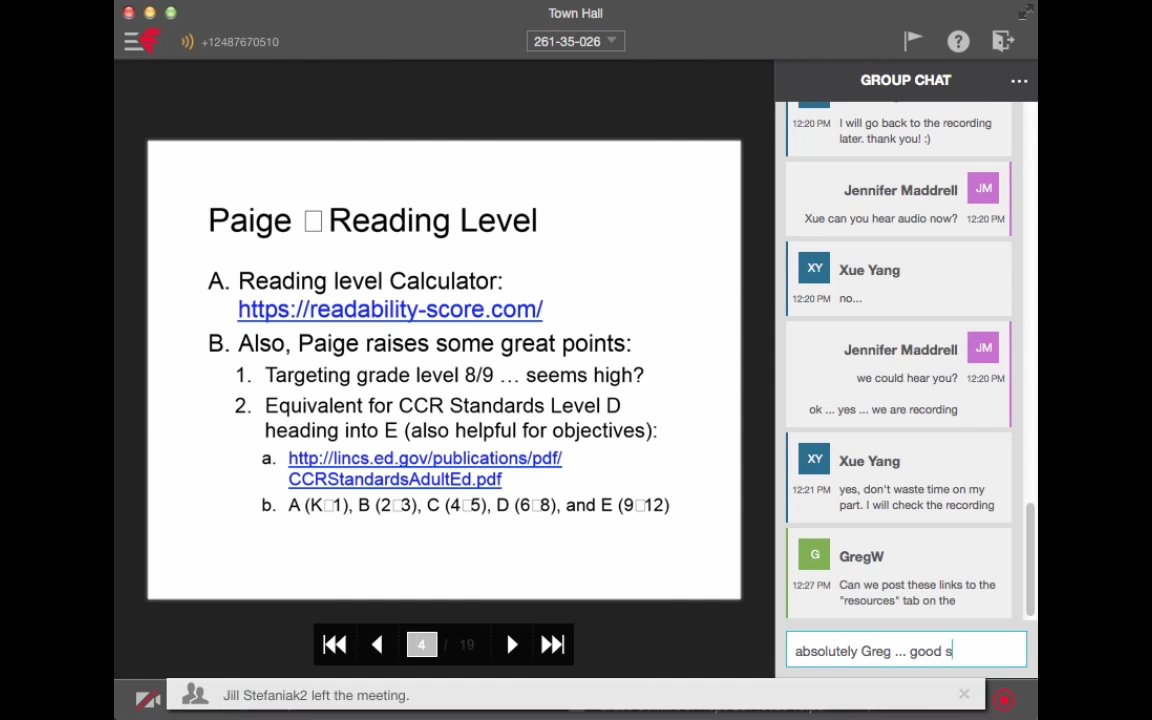 Town Hall
+12487670510
261-35-026
?
GROUP CHAT
Paige □ Reading Level
A. Reading level Calculator:
https://readability-score.com/
B. Also, Paige raises some great points:
1. Targeting grade level 8/9 ... seems high?
2. Equivalent for CCR Standards Level D
heading into E (also helpful for objectives):
a. http://lincs.ed.gov/publications/pdf/
CCRStandardsAdultEd.pdf
b. A (K□1), B (2□3), C (4□5), D (6□8), and E (9□12)
4 / 19
12:20 PM I will go back to the recording
later. thank you! :)
Jennifer Maddrell JM
Xue can you hear audio now? 12:20 PM
XY Xue Yang
12:20 PM no...
Jennifer Maddrell JM
we could hear you? 12:20 PM
ok ... yes ... we are recording
XY Xue Yang
12:21 PM yes, don't waste time on my
part. I will check the recording
G GregW
12:27 PM Can we post these links to the
"resources" tab on the
absolutely Greg ... good s
Jill Stefaniak2 left the meeting.